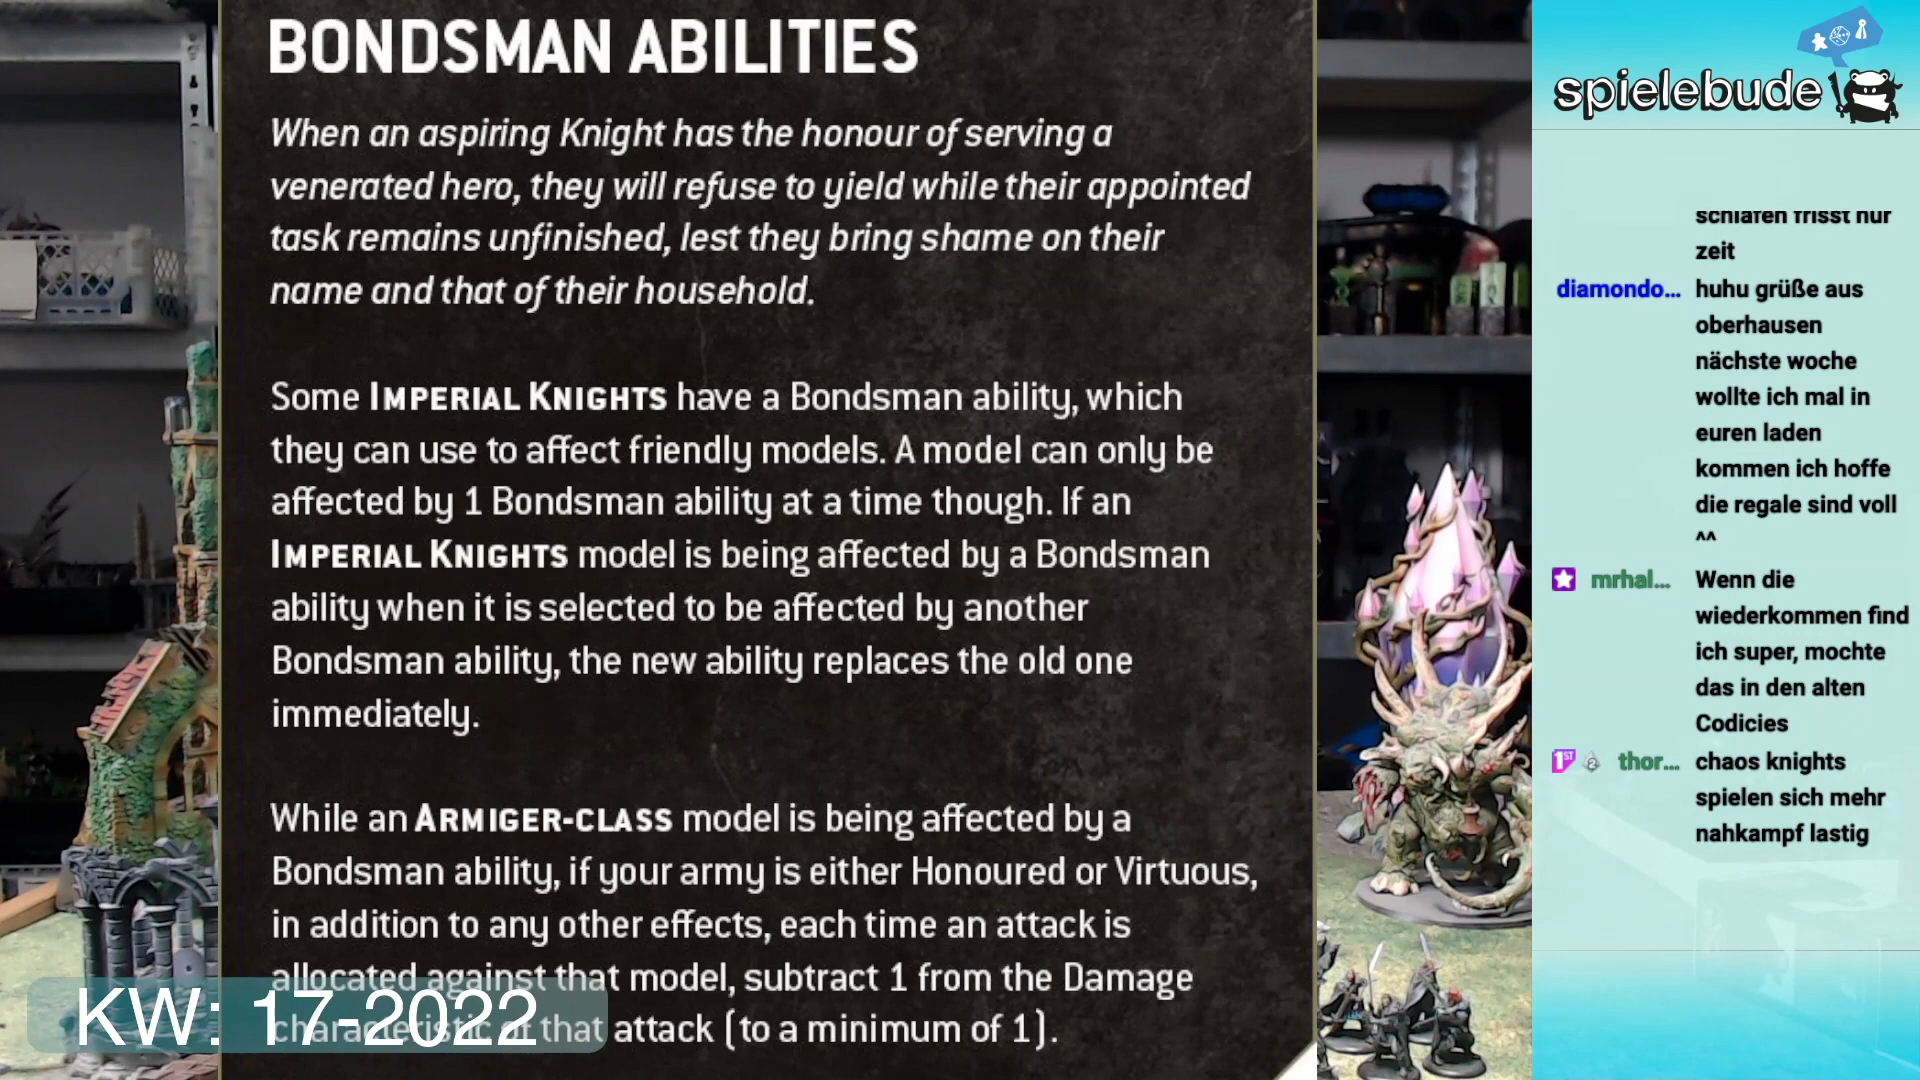 BONDSMAN ABILITIES
When an aspiring Knight has the honour of serving a
venerated hero, they will refuse to yield while their appointed
task remains unfinished, lest they bring shame on their
name and that of their household.
Some IMPERIAL KNIGHTS have a Bondsman ability, which
they can use to affect friendly models. A model can only be
affected by 1 Bondsman ability at a time though. If an
IMPERIAL KNIGHTS model is being affected by a Bondsman
ability when it is selected to be affected by another
Bondsman ability, the new ability replaces the old one
immediately.
While an ARMIGER-CLASS model is being affected by a
Bondsman ability, if your army is either Honoured or Virtuous,
in addition to any other effects, each time an attack is
allocated against that model, subtract 1 from the Damage
characteristic of that attack (to a minimum of 1).
KW: 17-2022
spielebude
schlafen frisst nur
zeit
diamondo... huhu grüße aus
oberhausen
nächste woche
wollte ich mal in
euren laden
kommen ich hoffe
die regale sind voll
^^
mrhal... Wenn die
wiederkommen find
ich super, mochte
das in den alten
Codicies
1ST 2 thor... chaos knights
spielen sich mehr
nahkampf lastig